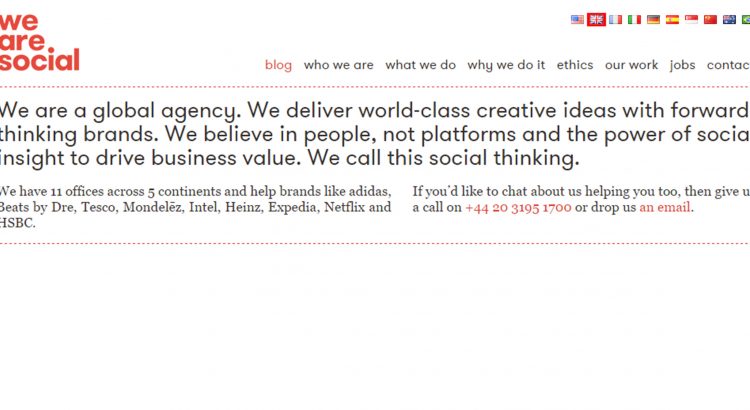 we
are
social
blog who we are what we do why we do it ethics our work jobs contac
We are a global agency. We deliver world-class creative ideas with forward
thinking brands. We believe in people, not platforms and the power of socia
insight to drive business value. We call this social thinking.
We have 11 offices across 5 continents and help brands like adidas,
Beats by Dre, Tesco, Mondelēz, Intel, Heinz, Expedia, Netflix and
HSBC.
If you'd like to chat about us helping you too, then give u
a call on +44 20 3195 1700 or drop us an email.